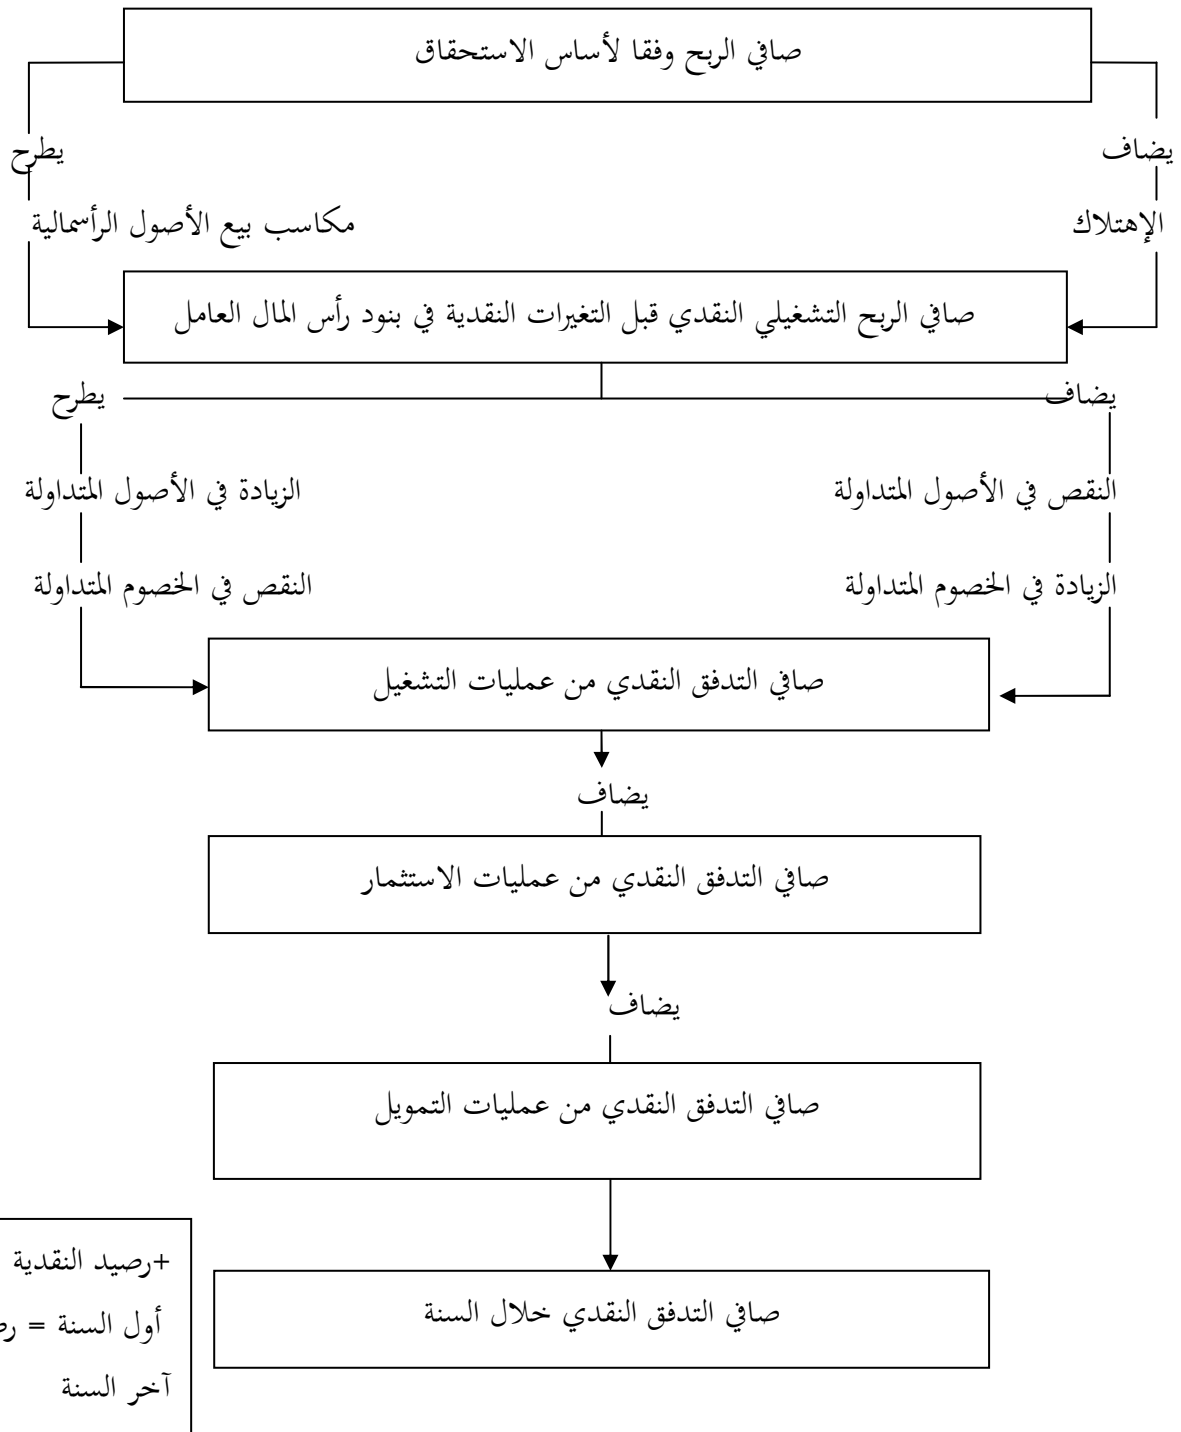 صافي الربح وفقا لأساس الاستحقاق
يضاف
يطرح
الإهتلاك
مكاسب بيع الأصول الرأسمالية
صافي الربح التشغيلي النقدي قبل التغيرات النقدية في بنود رأس المال العامل
يضاف
يطرح
النقص في الأصول المتداولة
الزيادة في الأصول المتداولة
الزيادة في الخصوم المتداولة
النقص في الخصوم المتداولة
صافي التدفق النقدي من عمليات التشغيل
يضاف
صافي التدفق النقدي من عمليات الاستثمار
يضاف
صافي التدفق النقدي من عمليات التمويل
صافي التدفق النقدي خلال السنة
+رصيد النقدية
أول السنة =
آخر السنة